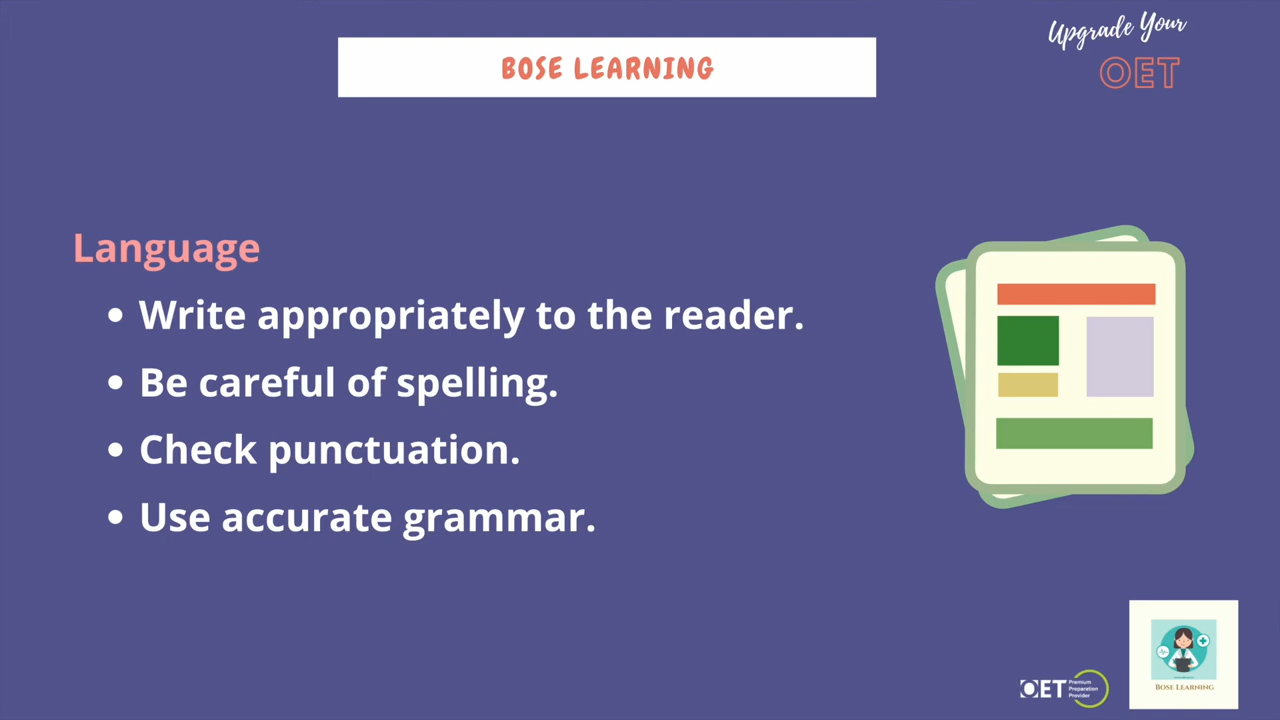 Upgrade Your
OET
BOSE LEARNING
Language
• Write appropriately to the reader.
• Be careful of spelling.
• Check punctuation.
• Use accurate grammar.
OET Premium
Preparation
Provider
BOSE LEARNING